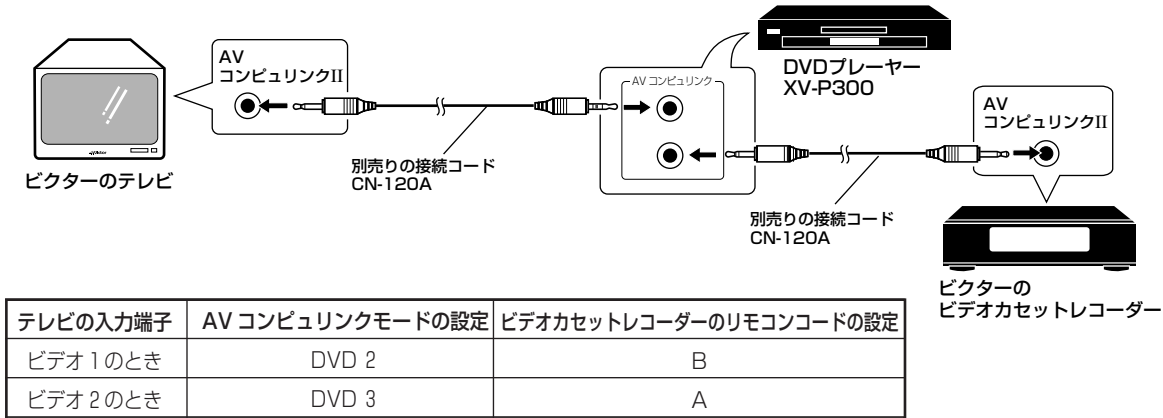 AV
コンピュリンクII
ビクターのテレビ
別売りの接続コード
CN-120A
AV コンピュリンク
DVDプレーヤー
XV-P300
別売りの接続コード
CN-120A
AV
コンピュリンクII
ビクターの
ビデオカセットレコーダー
テレビの入力端子 AV コンピュリンクモードの設定 ビデオカセットレコーダーのリモコンコードの設定
ビデオ1のとき DVD 2 B
ビデオ2のとき DVD 3 A